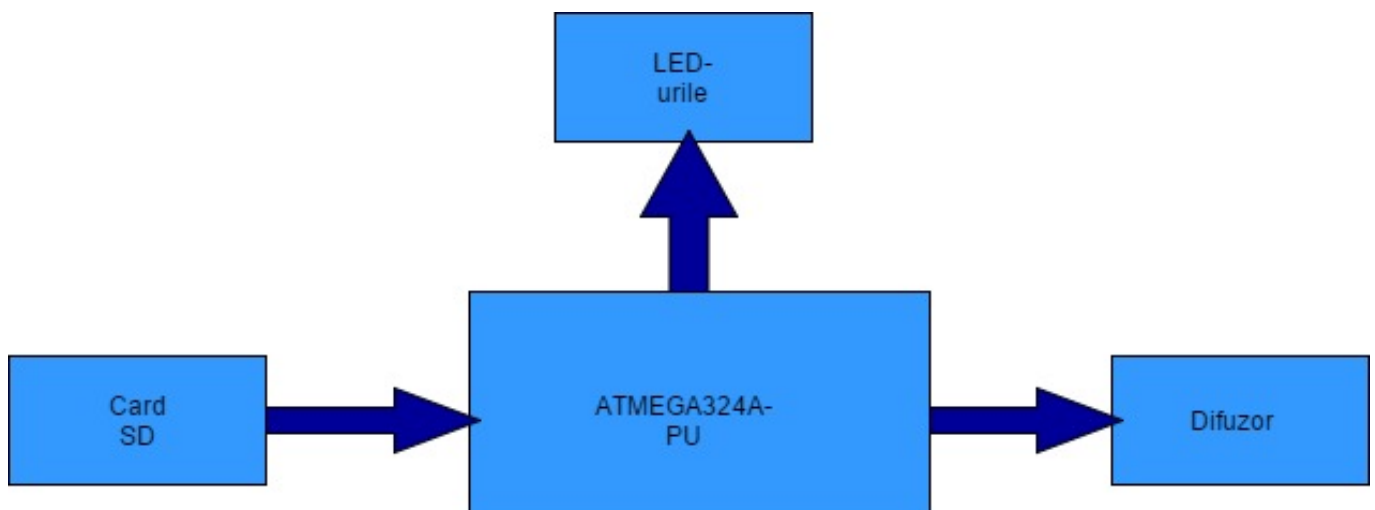 LED-
urile
Card
SD
ATMEGA324A-
PU
Difuzor